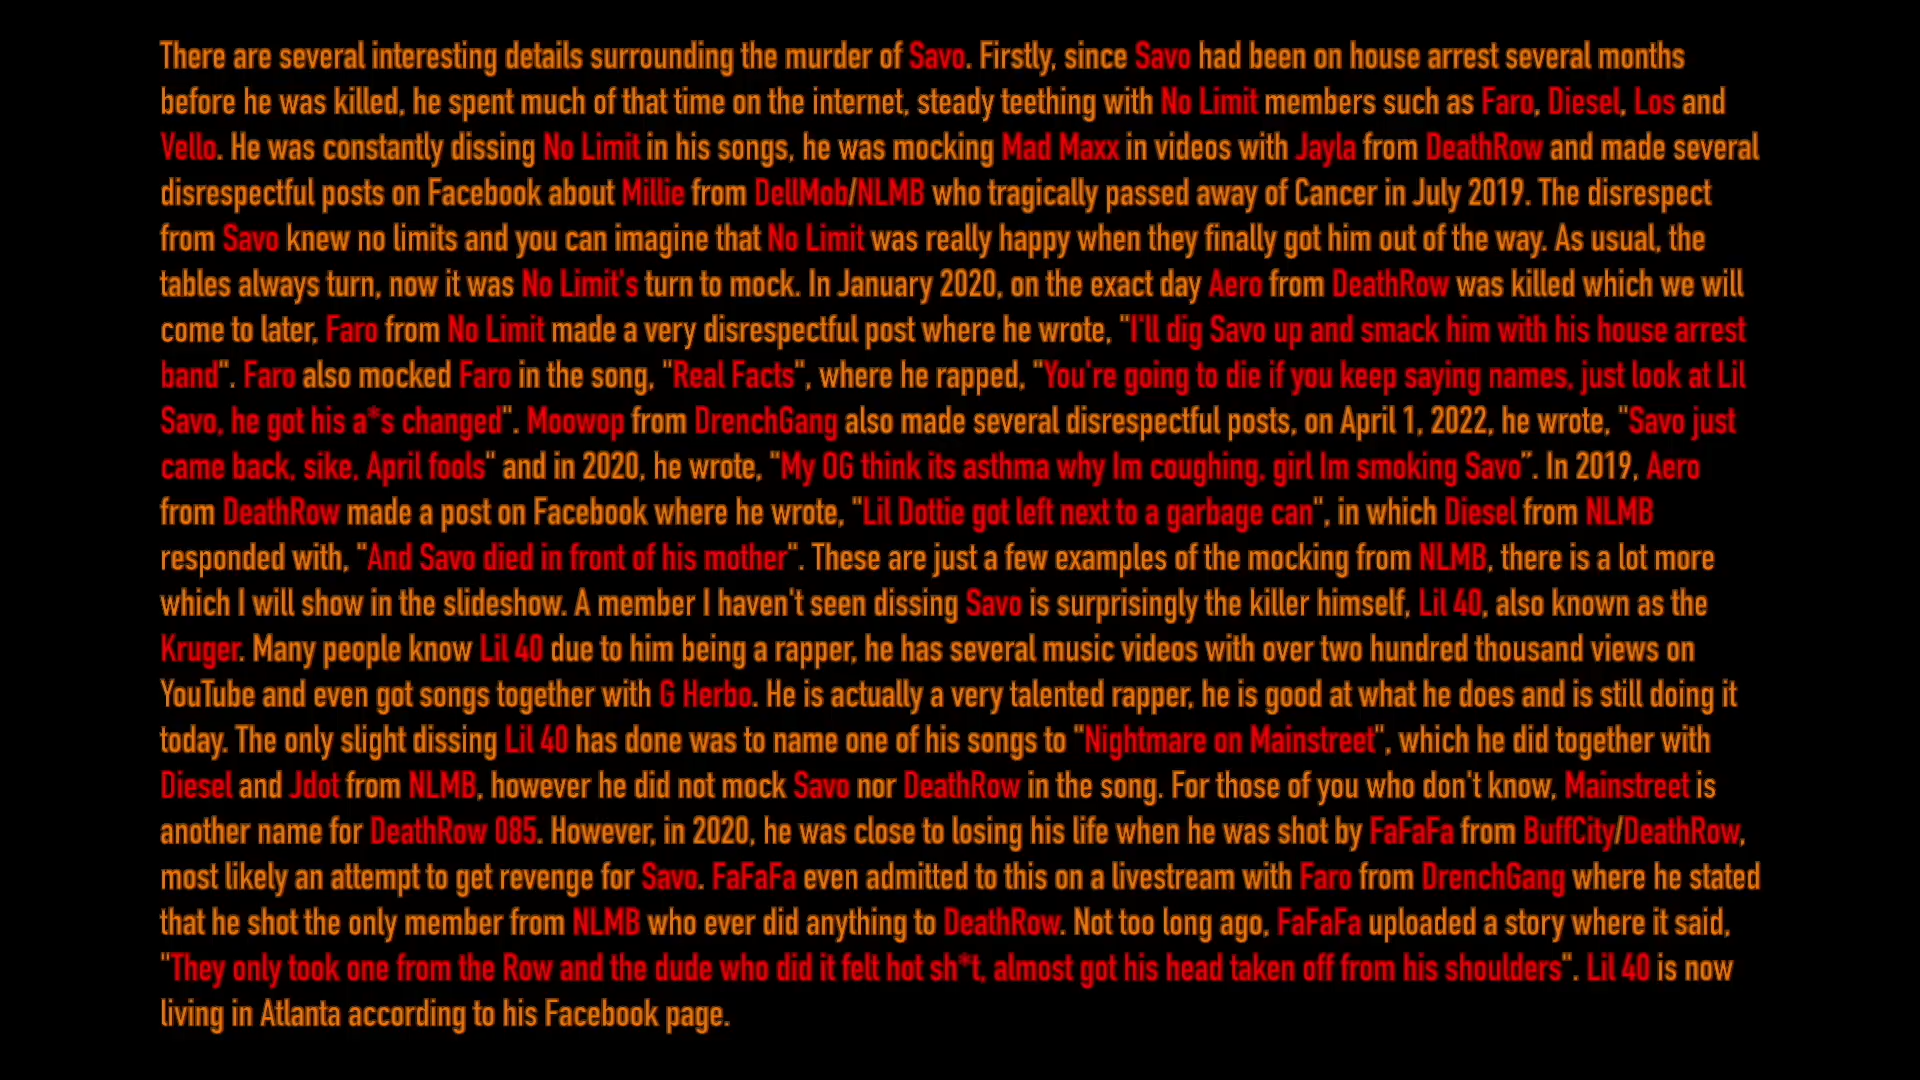 There are several interesting details surrounding the murder of Savo. Firstly, since Savo had been on house arrest several months
before he was killed, he spent much of that time on the internet, steady teething with No Limit members such as Faro, Diesel, Los and
Vello. He was constantly dissing No Limit in his songs, he was mocking Mad Maxx in videos with Jayla from DeathRow and made several
disrespectful posts on Facebook about Millie from DellMob/NLMB who tragically passed away of Cancer in July 2019. The disrespect
from Savo knew no limits and you can imagine that No Limit was really happy when they finally got him out of the way. As usual, the
tables always turn, now it was No Limit's turn to mock. In January 2020, on the exact day Aero from DeathRow was killed which we will
come to later, Faro from No Limit made a very disrespectful post where he wrote, "I'll dig Savo up and smack him with his house arrest
band". Faro also mocked Faro in the song, "Real Facts", where he rapped, "You're going to die if you keep saying names, just look at Lil
Savo, he got his a*s changed". Moowop from DrenchGang also made several disrespectful posts, on April 1, 2022, he wrote, "Savo just
came back, sike, April fools" and in 2020, he wrote, "My OG think its asthma why Im coughing, girl Im smoking Savo". In 2019, Aero
from DeathRow made a post on Facebook where he wrote, "Lil Dottie got left next to a garbage can", in which Diesel from NLMB
responded with, "And Savo died in front of his mother". These are just a few examples of the mocking from NLMB, there is a lot more
which I will show in the slideshow. A member I haven't seen dissing Savo is surprisingly the killer himself, Lil 40, also known as the
Kruger. Many people know Lil 40 due to him being a rapper, he has several music videos with over two hundred thousand views on
YouTube and even got songs together with G Herbo. He is actually a very talented rapper, he is good at what he does and is still doing it
today. The only slight dissing Lil 40 has done was to name one of his songs to "Nightmare on Mainstreet", which he did together with
Diesel and Jdot from NLMB, however he did not mock Savo nor DeathRow in the song. For those of you who don't know, Mainstreet is
another name for DeathRow 085. However, in 2020, he was close to losing his life when he was shot by FaFaFa from BuffCity/DeathRow,
most likely an attempt to get revenge for Savo. FaFaFa even admitted to this on a livestream with Faro from DrenchGang where he stated
that he shot the only member from NLMB who ever did anything to DeathRow. Not too long ago, FaFaFa uploaded a story where it said,
"They only took one from the Row and the dude who did it felt hot sh*t, almost got his head taken off from his shoulders". Lil 40 is now
living in Atlanta according to his Facebook page.